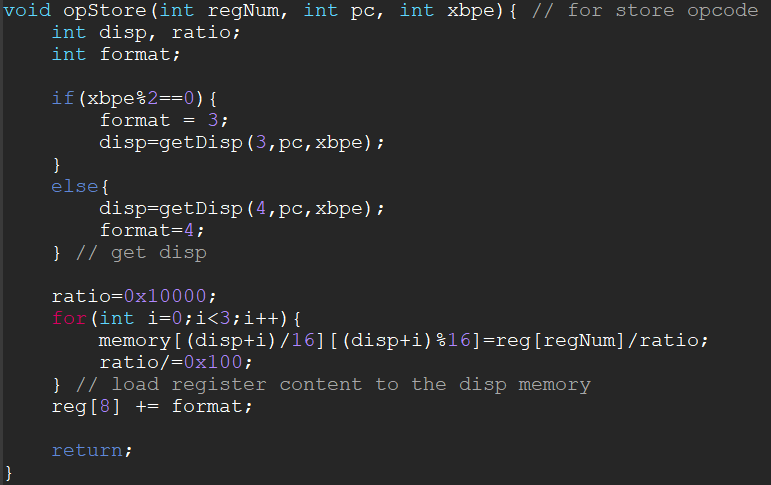 void opStore(int regNum, int pc, int xbpe){ // for store opcode
    int disp, ratio;
    int format;

    if(xbpe%2==0){
        format = 3;
        disp=getDisp(3,pc,xbpe);
    }
    else{
        disp=getDisp(4,pc,xbpe);
        format=4;
    } // get disp

    ratio=0x10000;
    for(int i=0;i<3;i++){
        memory[(disp+i)/16][(disp+i)%16]=reg[regNum]/ratio;
        ratio/=0x100;
    } // load register content to the disp memory
    reg[8] += format;

    return;
}